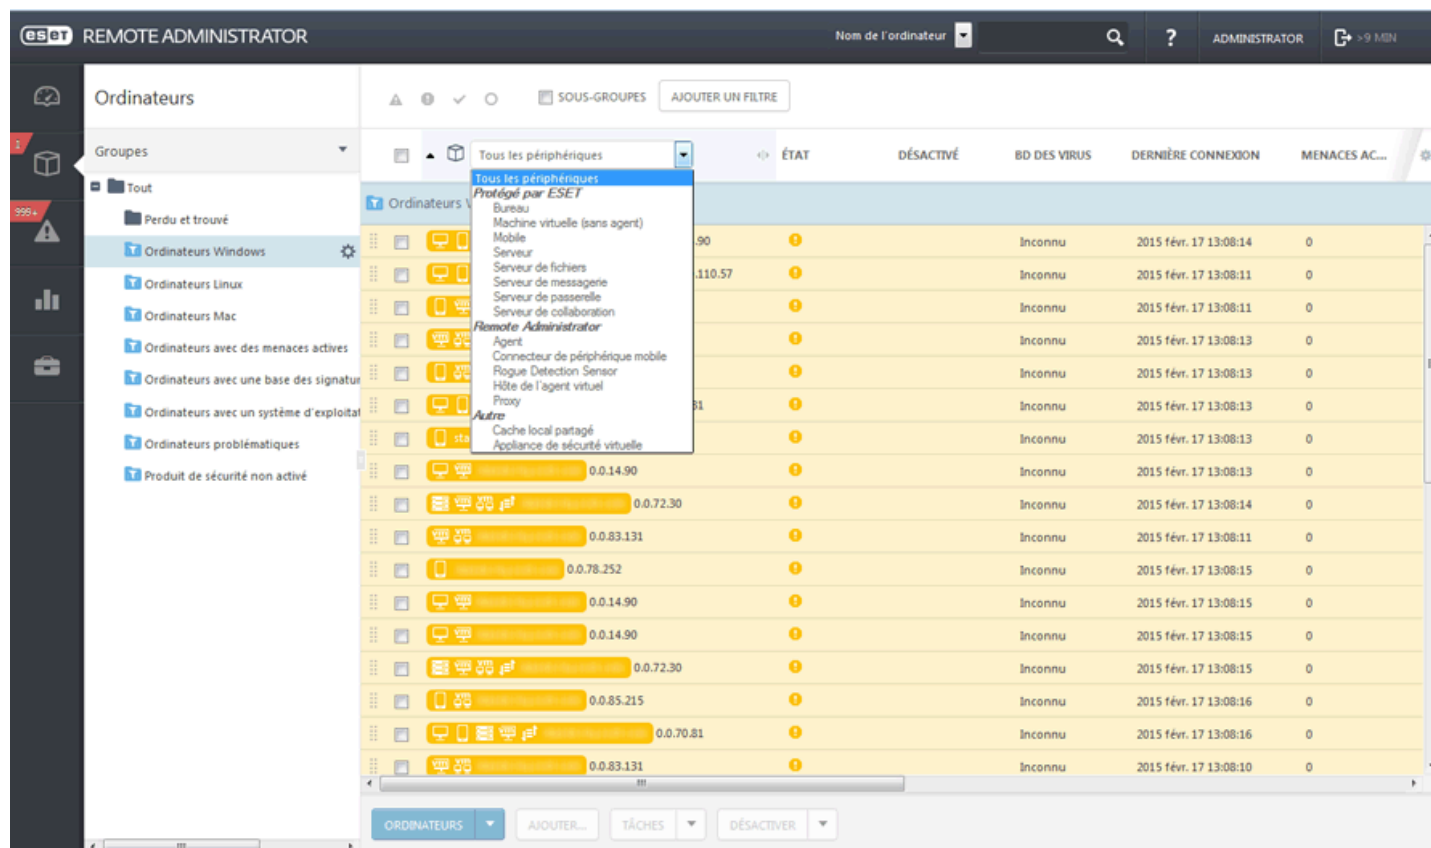 eset REMOTE ADMINISTRATOR
Nom de l'ordinateur
?
ADMINISTRATOR
>9 MIN
Ordinateurs
SOUS-GROUPES
AJOUTER UN FILTRE
Groupes
Tous les périphériques
ÉTAT
DÉSACTIVÉ
BD DES VIRUS
DERNIÈRE CONNEXION
MENACES AC...
1
999+
Tout
Perdu et trouvé
Ordinateurs Windows
Ordinateurs Linux
Ordinateurs Mac
Ordinateurs avec des menaces actives
Ordinateurs avec une base des signatur
Ordinateurs avec un système d'exploitat
Ordinateurs problématiques
Produit de sécurité non activé
Tous les périphériques
Protégé par ESET
Bureau
Machine virtuelle (sans agent)
Mobile
Serveur
Serveur de fichiers
Serveur de messagerie
Serveur de passerelle
Serveur de collaboration
Remote Administrator
Agent
Connecteur de périphérique mobile
Rogue Detection Sensor
Hôte de l'agent virtuel
Proxy
Autre
Cache local partagé
Appliance de sécurité virtuelle
Ordinateurs
.90 Inconnu 2015 févr. 17 13:08:14 0
.110.57 Inconnu 2015 févr. 17 13:08:11 0
Inconnu 2015 févr. 17 13:08:11 0
Inconnu 2015 févr. 17 13:08:13 0
Inconnu 2015 févr. 17 13:08:13 0
31 Inconnu 2015 févr. 17 13:08:13 0
sta Inconnu 2015 févr. 17 13:08:13 0
0.0.14.90 Inconnu 2015 févr. 17 13:08:13 0
0.0.72.30 Inconnu 2015 févr. 17 13:08:14 0
0.0.83.131 Inconnu 2015 févr. 17 13:08:11 0
0.0.78.252 Inconnu 2015 févr. 17 13:08:15 0
0.0.14.90 Inconnu 2015 févr. 17 13:08:15 0
0.0.14.90 Inconnu 2015 févr. 17 13:08:15 0
0.0.72.30 Inconnu 2015 févr. 17 13:08:15 0
0.0.85.215 Inconnu 2015 févr. 17 13:08:16 0
0.0.70.81 Inconnu 2015 févr. 17 13:08:16 0
0.0.83.131 Inconnu 2015 févr. 17 13:08:10 0
ORDINATEURS
AJOUTER...
TÂCHES
DÉSACTIVER